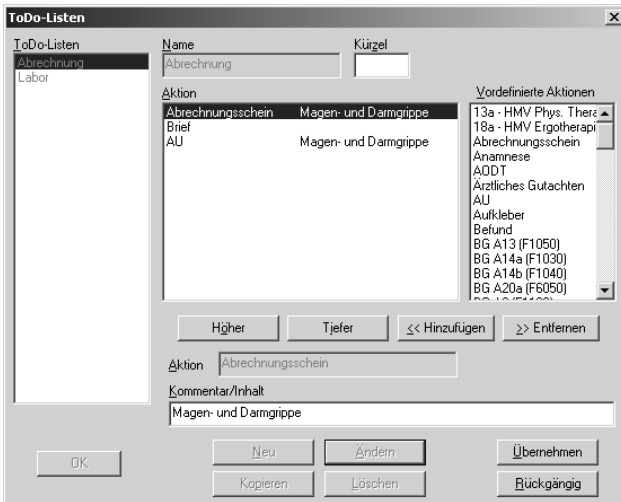 ToDo-Listen
ToDo-Listen
Abrechnung
Labor
Name
Abrechnung
Kürzel
Aktion
Abrechnungsschein Magen- und Darmgrippe
Brief
AU Magen- und Darmgrippe
Vordefinierte Aktionen
13a - HMV Phys. Thera
18a - HMV Ergotherapi
Abrechnungsschein
Anamnese
AODT
Ärztliches Gutachten
AU
Aufkleber
Befund
BG A13 (F1050)
BG A14a (F1030)
BG A14b (F1040)
BG A20a (F6050)
Höher
Tiefer
<< Hinzufügen
>> Entfernen
Aktion
Abrechnungsschein
Kommentar/Inhalt
Magen- und Darmgrippe
OK
Neu
Ändern
Übernehmen
Kopieren
Löschen
Rückgängig